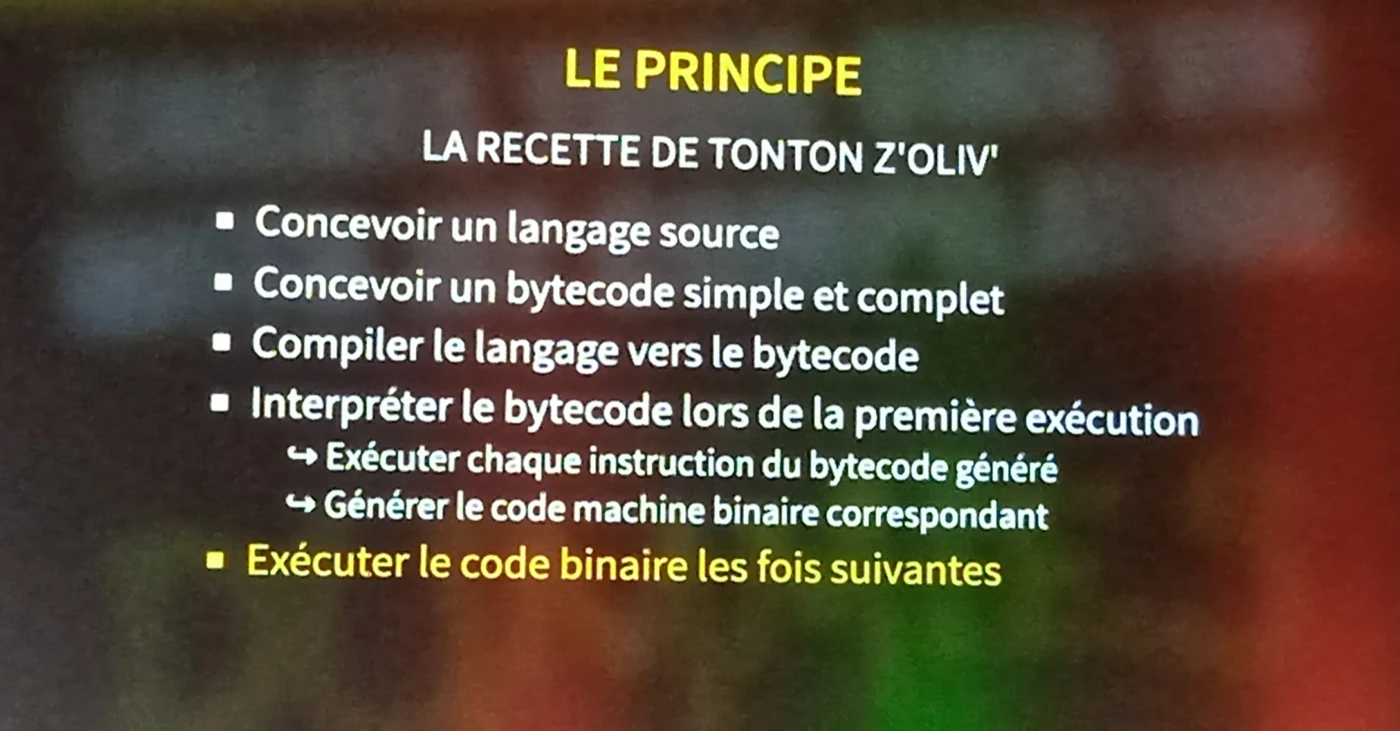 LE PRINCIPE
LA RECETTE DE TONTON Z'OLIV'
▪ Concevoir un langage source
▪ Concevoir un bytecode simple et complet
▪ Compiler le langage vers le bytecode
▪ Interpréter le bytecode lors de la première exécution
↪ Exécuter chaque instruction du bytecode généré
↪ Générer le code machine binaire correspondant
▪ Exécuter le code binaire les fois suivantes